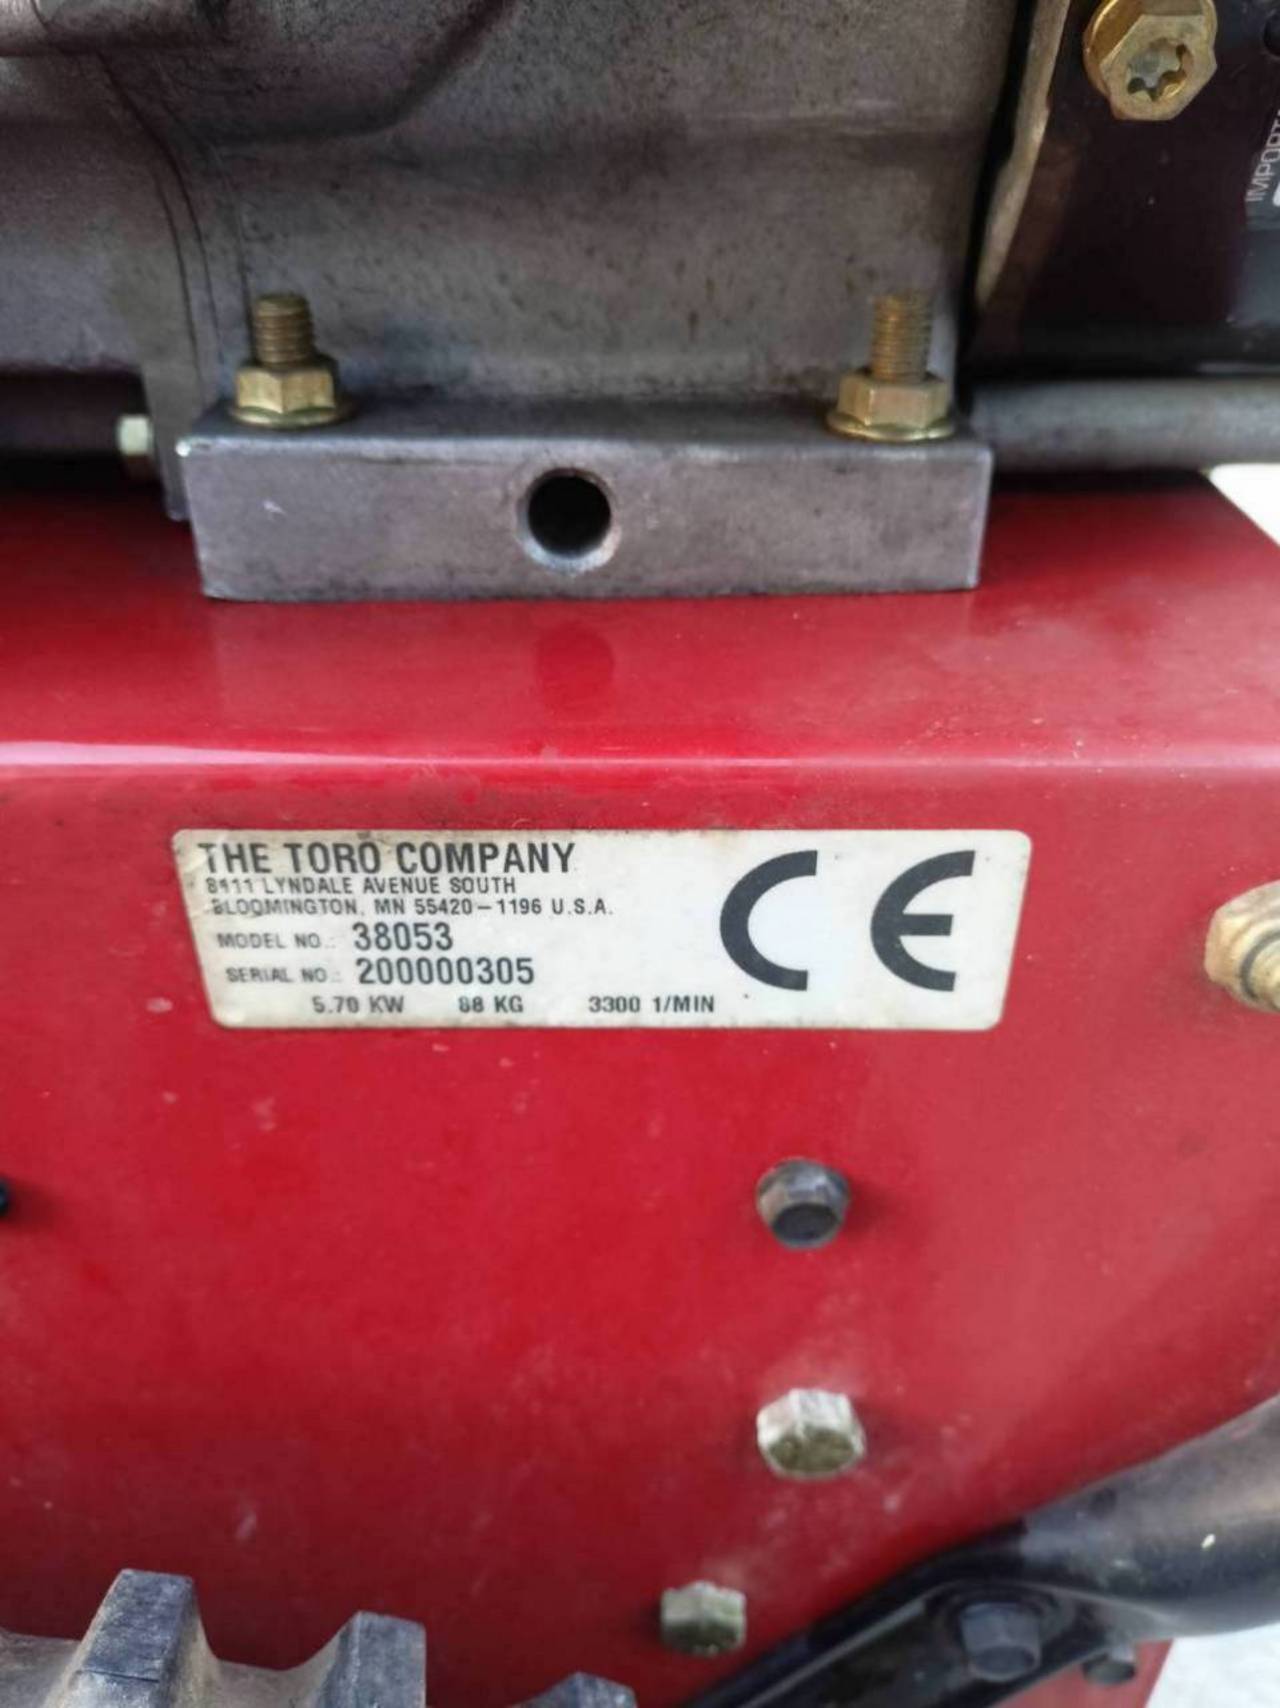 THE TORO COMPANY
8111 LYNDALE AVENUE SOUTH
BLOOMINGTON, MN 55420-1196 U.S.A.
MODEL NO.: 38053
SERIAL NO.: 200000305
5.70 KW 88 KG 3300 1/MIN
CE